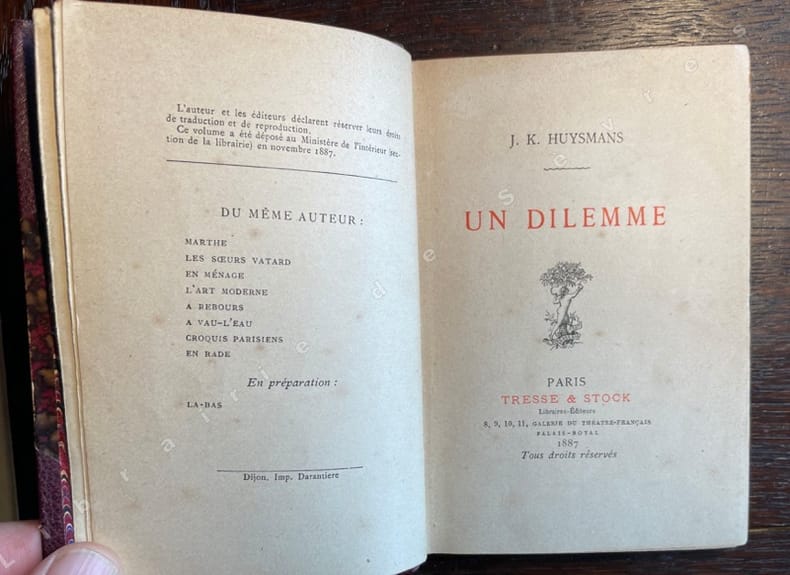 L'auteur et les éditeurs déclarent réserver leurs droits
de traduction et de reproduction.
Ce volume a été déposé au Ministère de l'intérieur (sec-
tion de la librairie) en novembre 1887.
DU MÊME AUTEUR :
MARTHE
LES SŒURS VATARD
EN MÉNAGE
L'ART MODERNE
A REBOURS
A VAU-L'EAU
CROQUIS PARISIENS
EN RADE
En préparation :
LA-BAS
Dijon, Imp. Darantiere
J. K. HUYSMANS
UN DILEMME
PARIS
TRESSE & STOCK
Libraires-Éditeurs
8, 9, 10, 11, GALERIE DU THÉATRE-FRANÇAIS
PALAIS-ROYAL
1887
Tous droits réservés
Librairie de sèvres